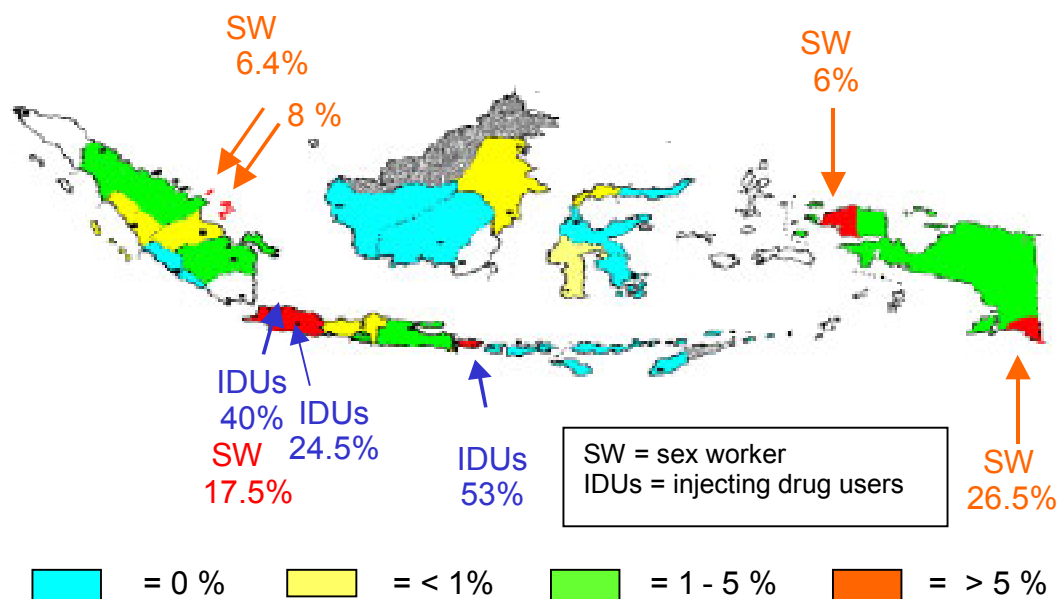 SW
6.4%
8 %
SW
6%
IDUs
40%
IDUs
24.5%
SW
17.5%
IDUs
53%
SW = sex worker
IDUs = injecting drug users
SW
26.5%
= 0 %
= < 1%
= 1 - 5 %
= > 5 %